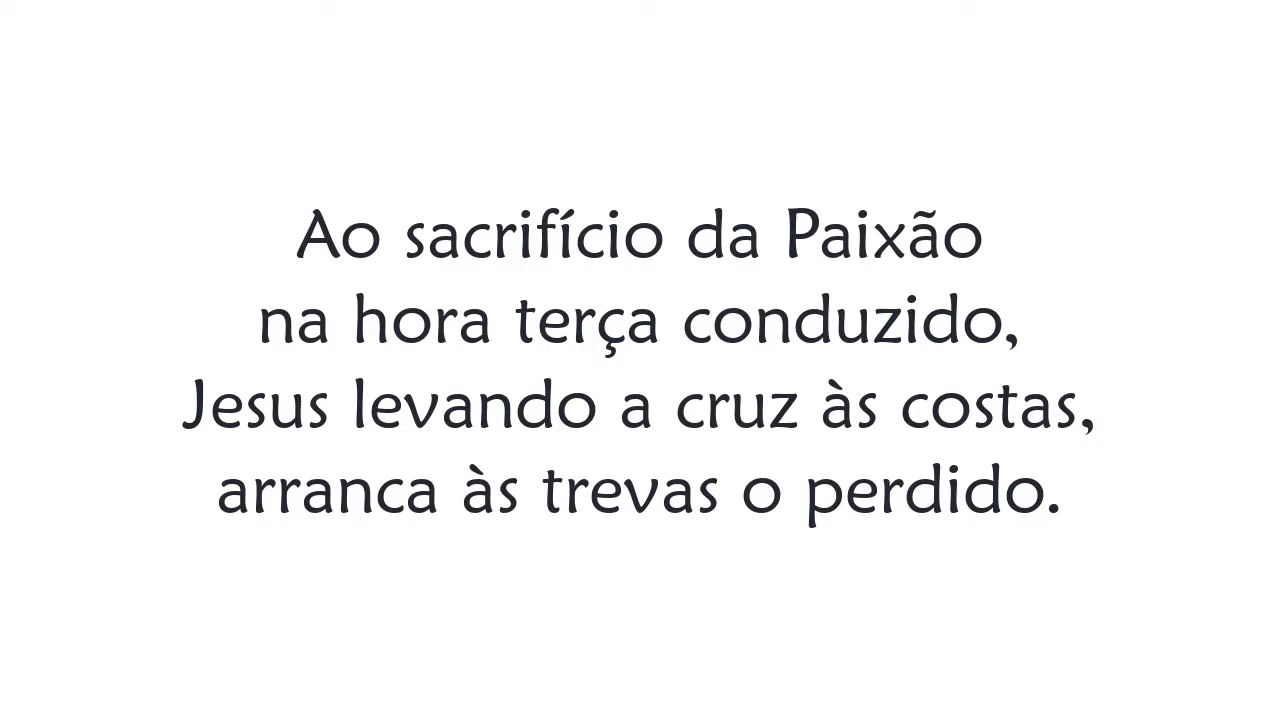 Ao sacrifício da Paixão
na hora terça conduzido,
Jesus levando a cruz às costas,
arranca às trevas o perdido.